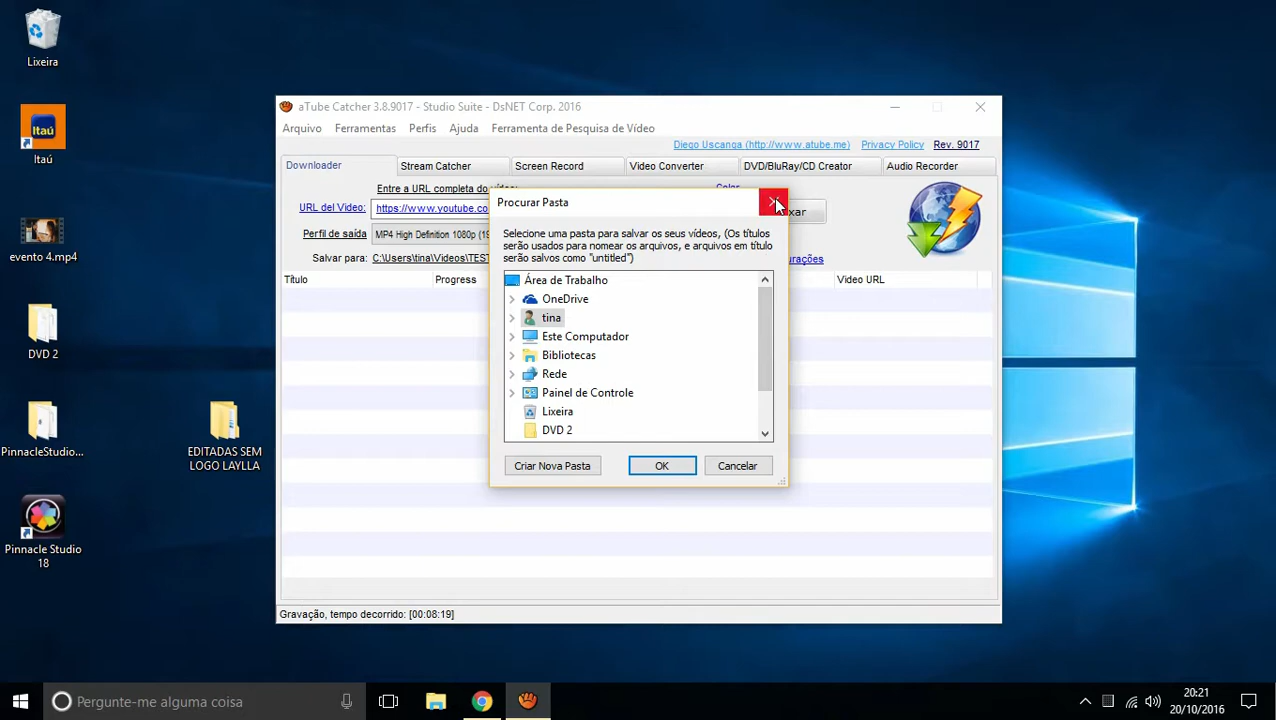 Lixeira
Itaú
Itaú
evento 4.mp4
DVD 2
PinnacleStudio...
EDITADAS SEM
LOGO LAYLLA
Pinnacle Studio
18
aTube Catcher 3.8.9017 - Studio Suite - DsNET Corp. 2016
Arquivo Ferramentas Perfis Ajuda Ferramenta de Pesquisa de Vídeo
Diego Uscanga (http://www.atube.me) Privacy Policy Rev. 9017
Downloader Stream Catcher Screen Record Video Converter DVD/BluRay/CD Creator Audio Recorder
Entre a URL completa do vídeo:
URL del Video: https://www.youtube.co
Perfil de saída MP4 High Definition 1080p (19
Salvar para: C:\Users\tina\Videos\TEST
Título Progress Video URL
Procurar Pasta
Selecione uma pasta para salvar os seus vídeos, (Os títulos
serão usados para nomear os arquivos, e arquivos em título
serão salvos como "untitled")
Área de Trabalho
OneDrive
tina
Este Computador
Bibliotecas
Rede
Painel de Controle
Lixeira
DVD 2
Criar Nova Pasta OK Cancelar
Gravação, tempo decorrido: [00:08:19]
Pergunte-me alguma coisa
20:21
20/10/2016